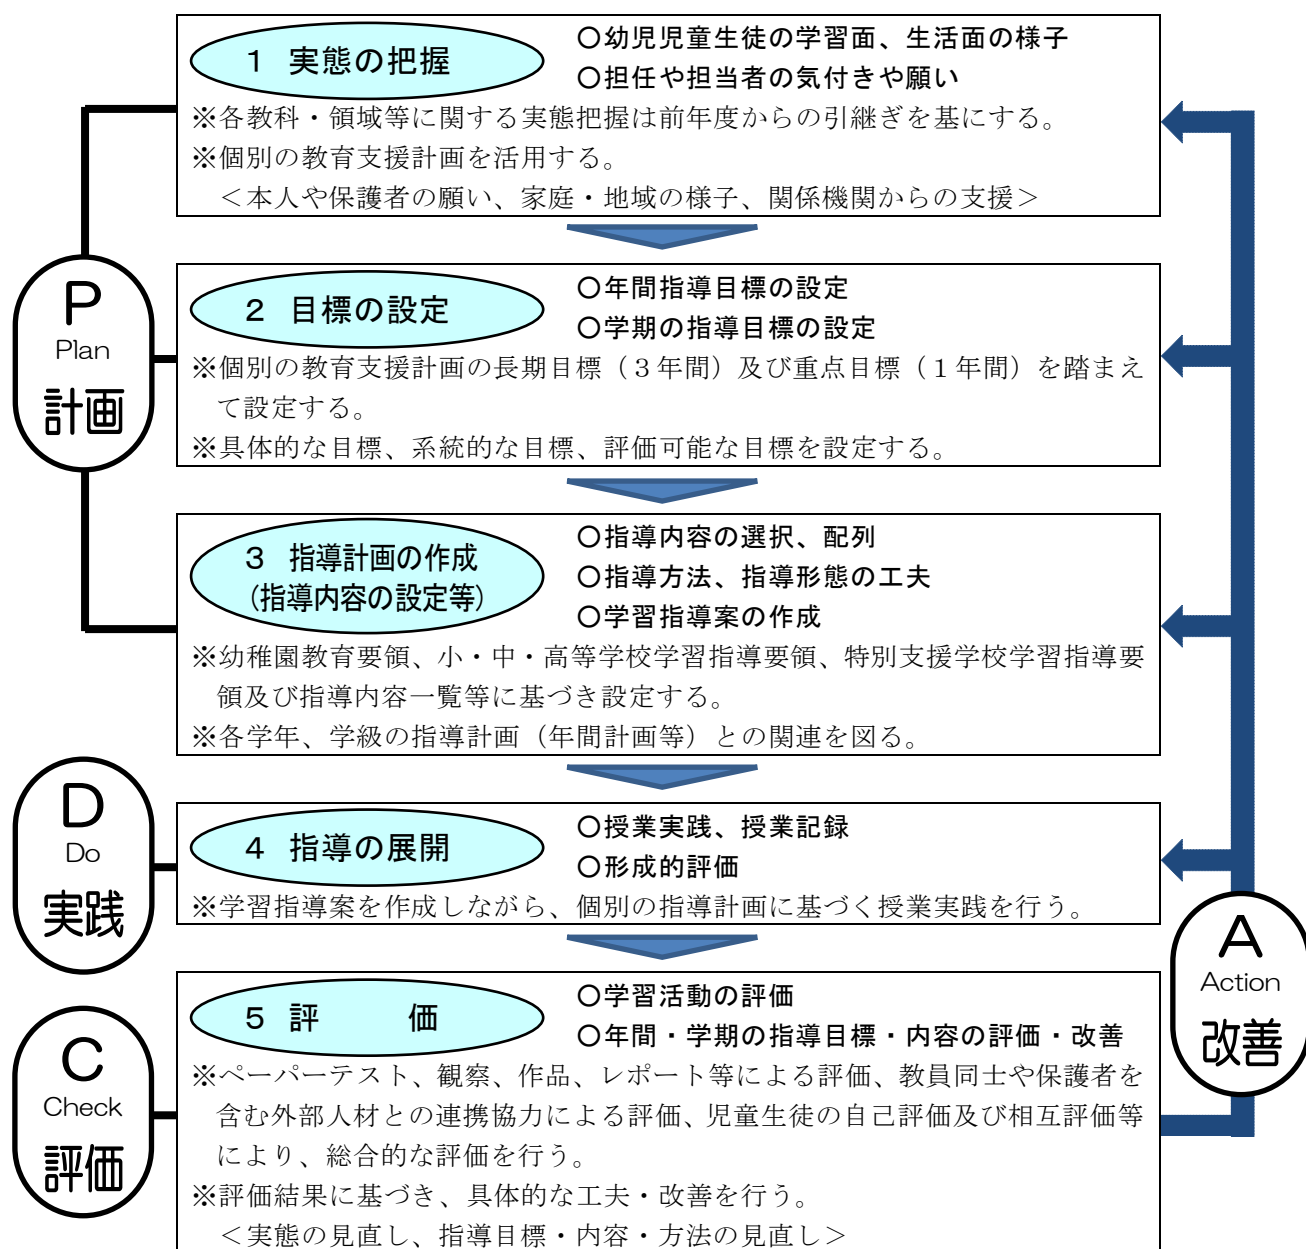 1 実態の把握
○幼児児童生徒の学習面、生活面の様子
○担任や担当者の気付きや願い
※各教科・領域等に関する実態把握は前年度からの引継ぎを基にする。
※個別の教育支援計画を活用する。
＜本人や保護者の願い、家庭・地域の様子、関係機関からの支援＞
P
Plan
計画
2 目標の設定
○年間指導目標の設定
○学期の指導目標の設定
※個別の教育支援計画の長期目標（３年間）及び重点目標（１年間）を踏まえ
て設定する。
※具体的な目標、系統的な目標、評価可能な目標を設定する。
3 指導計画の作成
(指導内容の設定等)
○指導内容の選択、配列
○指導方法、指導形態の工夫
○学習指導案の作成
※幼稚園教育要領、小・中・高等学校学習指導要領、特別支援学校学習指導要
領及び指導内容一覧等に基づき設定する。
※各学年、学級の指導計画（年間計画等）との関連を図る。
D
Do
実践
4 指導の展開
○授業実践、授業記録
○形成的評価
※学習指導案を作成しながら、個別の指導計画に基づく授業実践を行う。
A
Action
改善
C
Check
評価
5 評　　価
○学習活動の評価
○年間・学期の指導目標・内容の評価・改善
※ペーパーテスト、観察、作品、レポート等による評価、教員同士や保護者を
含む外部人材との連携協力による評価、児童生徒の自己評価及び相互評価等
により、総合的な評価を行う。
※評価結果に基づき、具体的な工夫・改善を行う。
＜実態の見直し、指導目標・内容・方法の見直し＞